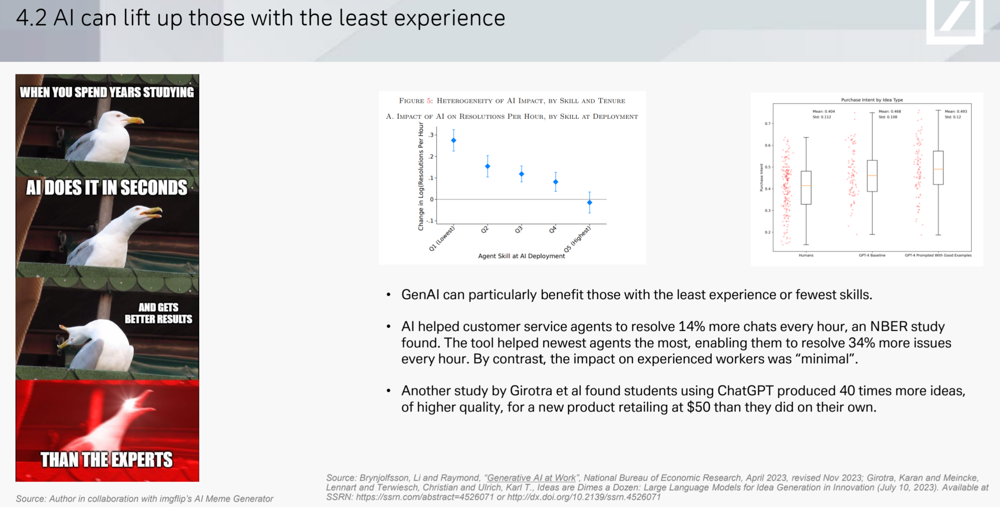 4.2 AI can lift up those with the least experience
WHEN YOU SPEND YEARS STUDYING
AI DOES IT IN SECONDS
AND GETS
BETTER RESULTS
THAN THE EXPERTS
Source: Author in collaboration with imgflip's AI Meme Generator
FIGURE 5: HETEROGENEITY OF AI IMPACT, BY SKILL AND TENURE
A. IMPACT OF AI ON RESOLUTIONS PER HOUR, BY SKILL AT DEPLOYMENT
Change in Log(Resolutions Per Hour
.3
.2
.1
0
-.1
Q1 (Lowest)
Q2
Q3
Q4
Q5 (Highest)
Agent Skill at AI Deployment
Purchase Intent by Idea Type
Mean: 0.404
Std: 0.112
Mean: 0.468
Std: 0.108
Mean: 0.493
Std: 0.12
Purchase Intent
0.7
0.6
0.5
0.4
0.3
0.2
Humans
GPT-4 Baseline
GPT-4 Prompted With Good Examples
• GenAI can particularly benefit those with the least experience or fewest skills.
• AI helped customer service agents to resolve 14% more chats every hour, an NBER study
found. The tool helped newest agents the most, enabling them to resolve 34% more issues
every hour. By contrast, the impact on experienced workers was “minimal”.
• Another study by Girotra et al found students using ChatGPT produced 40 times more ideas,
of higher quality, for a new product retailing at $50 than they did on their own.
Source: Brynjolfsson, Li and Raymond, “Generative AI at Work”, National Bureau of Economic Research, April 2023, revised Nov 2023; Girotra, Karan and Meincke,
Lennart and Terwiesch, Christian and Ulrich, Karl T., Ideas are Dimes a Dozen: Large Language Models for Idea Generation in Innovation (July 10, 2023). Available at
SSRN: https://ssrn.com/abstract=4526071 or http://dx.doi.org/10.2139/ssrn.4526071